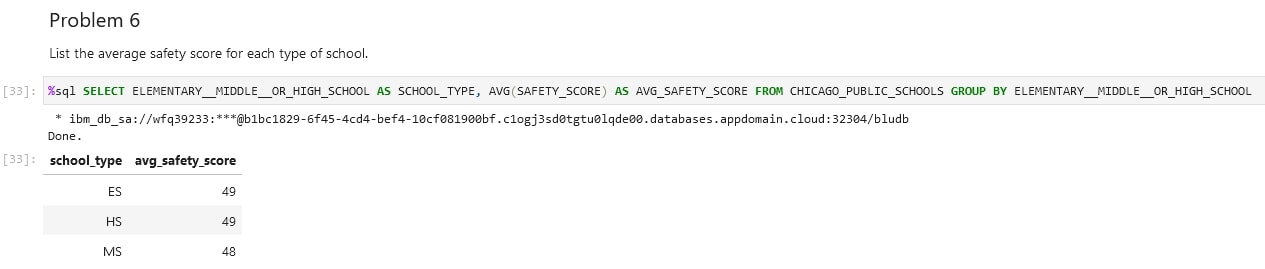 Problem 6
List the average safety score for each type of school.
[33]: %sql SELECT ELEMENTARY__MIDDLE__OR_HIGH_SCHOOL AS SCHOOL_TYPE, AVG(SAFETY_SCORE) AS AVG_SAFETY_SCORE FROM CHICAGO_PUBLIC_SCHOOLS GROUP BY ELEMENTARY__MIDDLE__OR_HIGH_SCHOOL
* ibm_db_sa://wfq39233:***@b1bc1829-6f45-4cd4-bef4-10cf081900bf.c1ogj3sd0tgtu0lqde00.databases.appdomain.cloud:32304/bludb
Done.
[33]: school_type avg_safety_score
ES 49
HS 49
MS 48